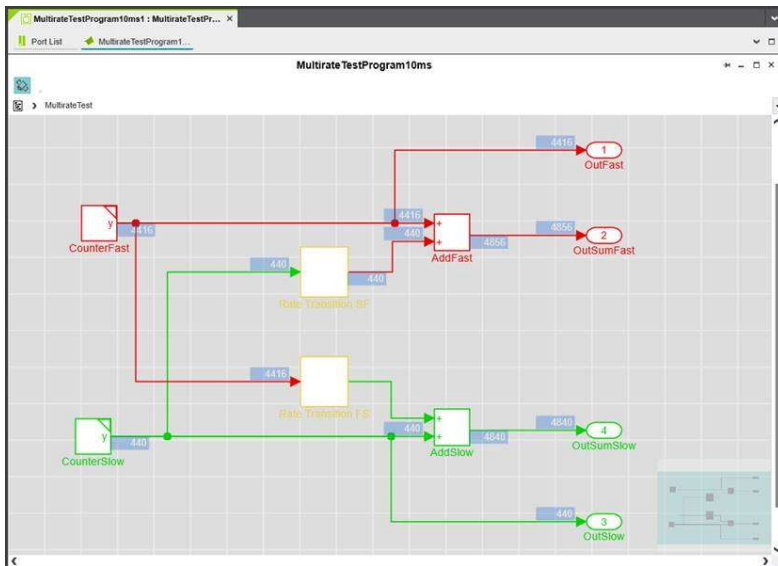 MultirateTestProgram10ms1 : MultirateTestPr... ×
Port List
MultirateTestProgram1...
MultirateTestProgram10ms
MultirateTest
4416
1
OutFast
y
4416
CounterFast
4416
+
440
+
AddFast
4856
2
OutSumFast
440
440
Rate Transition SF
4416
Rate Transition FS
y
440
CounterSlow
+
440
+
AddSlow
4840
4840
4
OutSumSlow
440
3
OutSlow